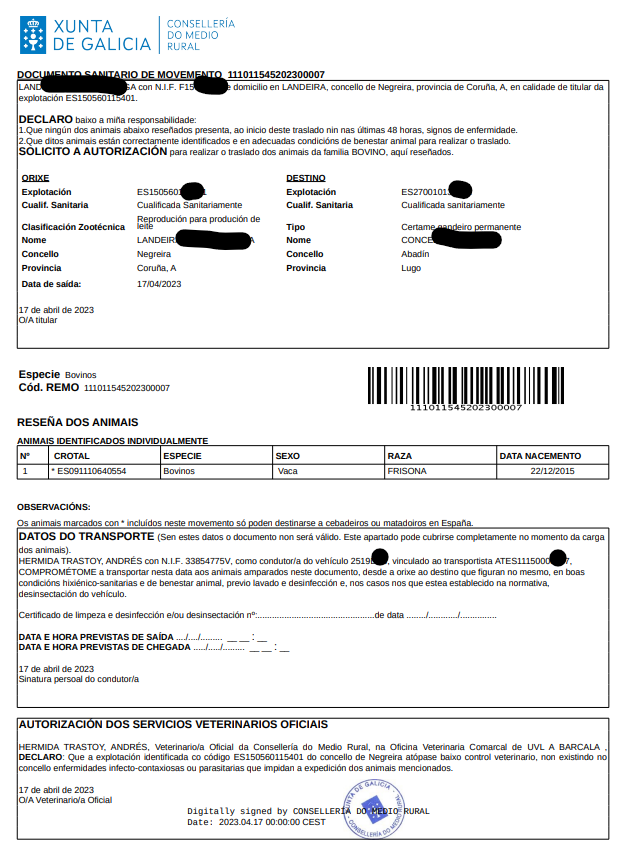 XUNTA
DE GALICIA
CONSELLERÍA
DO MEDIO
RURAL
DOCUMENTO SANITARIO DE MOVEMENTO 111011545202300007
LAND GA con N.I.F. F15 e domicilio en LANDEIRA, concello de Negreira, provincia de Coruña, A, en calidade de titular da
explotación ES150560115401.
DECLARO baixo a miña responsabilidade:
1.Que ningún dos animais abaixo reseñados presenta, ao inicio deste traslado nin nas últimas 48 horas, signos de enfermidade.
2.Que ditos animais están correctamente identificados e en adecuadas condicións de benestar animal para realizar o traslado.
SOLICITO A AUTORIZACIÓN para realizar o traslado dos animais da familia BOVINO, aquí reseñados.
ORIXE
DESTINO
Explotación ES1505601 1
Explotación ES2700101
Cualif. Sanitaria Cualificada Sanitariamente
Cualif. Sanitaria Cualificada sanitariamente
Clasificación Zootécnica Reprodución para produción de
leite
Tipo Certame gandeiro permanente
Nome LANDEIR A
Nome CONCE
Concello Negreira
Concello Abadín
Provincia Coruña, A
Provincia Lugo
Data de saída: 17/04/2023
17 de abril de 2023
O/A titular
Especie Bovinos
Cód. REMO 111011545202300007
111011545202300007
RESEÑA DOS ANIMAIS
ANIMAIS IDENTIFICADOS INDIVIDUALMENTE
Nº CROTAL ESPECIE SEXO RAZA DATA NACEMENTO
1 * ES091110640554 Bovinos Vaca FRISONA 22/12/2015
OBSERVACIÓNS:
Os animais marcados con * incluídos neste movemento só poden destinarse a cebadeiros ou matadoiros en España.
DATOS DO TRANSPORTE (Sen estes datos o documento non será válido. Este apartado pode cubrirse completamente no momento da carga
dos animais).
HERMIDA TRASTOY, ANDRÉS con N.I.F. 33854775V, como condutor/a do vehículo 2519 , vinculado ao transportista ATES1115000 7,
COMPROMÉTOME a transportar nesta data aos animais amparados neste documento, desde a orixe ao destino que figuran no mesmo, en boas
condicións hixiénico-sanitarias e de benestar animal, previo lavado e desinfección e, nos casos nos que estea establecido na normativa,
desinsectación do vehículo.
Certificado de limpeza e desinfección e/ou desinsectación nº:................................................de data ......../............/...............
DATA E HORA PREVISTAS DE SAÍDA ..../..../......... __ __ : __
DATA E HORA PREVISTAS DE CHEGADA ...../...../......... __ __ : __
17 de abril de 2023
Sinatura persoal do condutor/a
AUTORIZACIÓN DOS SERVICIOS VETERINARIOS OFICIAIS
HERMIDA TRASTOY, ANDRÉS, Veterinario/a Oficial da Consellería do Medio Rural, na Oficina Veterinaria Comarcal de UVL A BARCALA ,
DECLARO: Que a explotación identificada co código ES150560115401 do concello de Negreira atópase baixo control veterinario, non existindo no
concello enfermidades infecto-contaxiosas ou parasitarias que impidan a expedición dos animais mencionados.
17 de abril de 2023
O/A Veterinario/a Oficial
Digitally signed by CONSELLERÍA DO MEDIO RURAL
Date: 2023.04.17 00:00:00 CEST
XUNTA DE GALICIA
CONSELLERÍA DO MEDIO RURAL